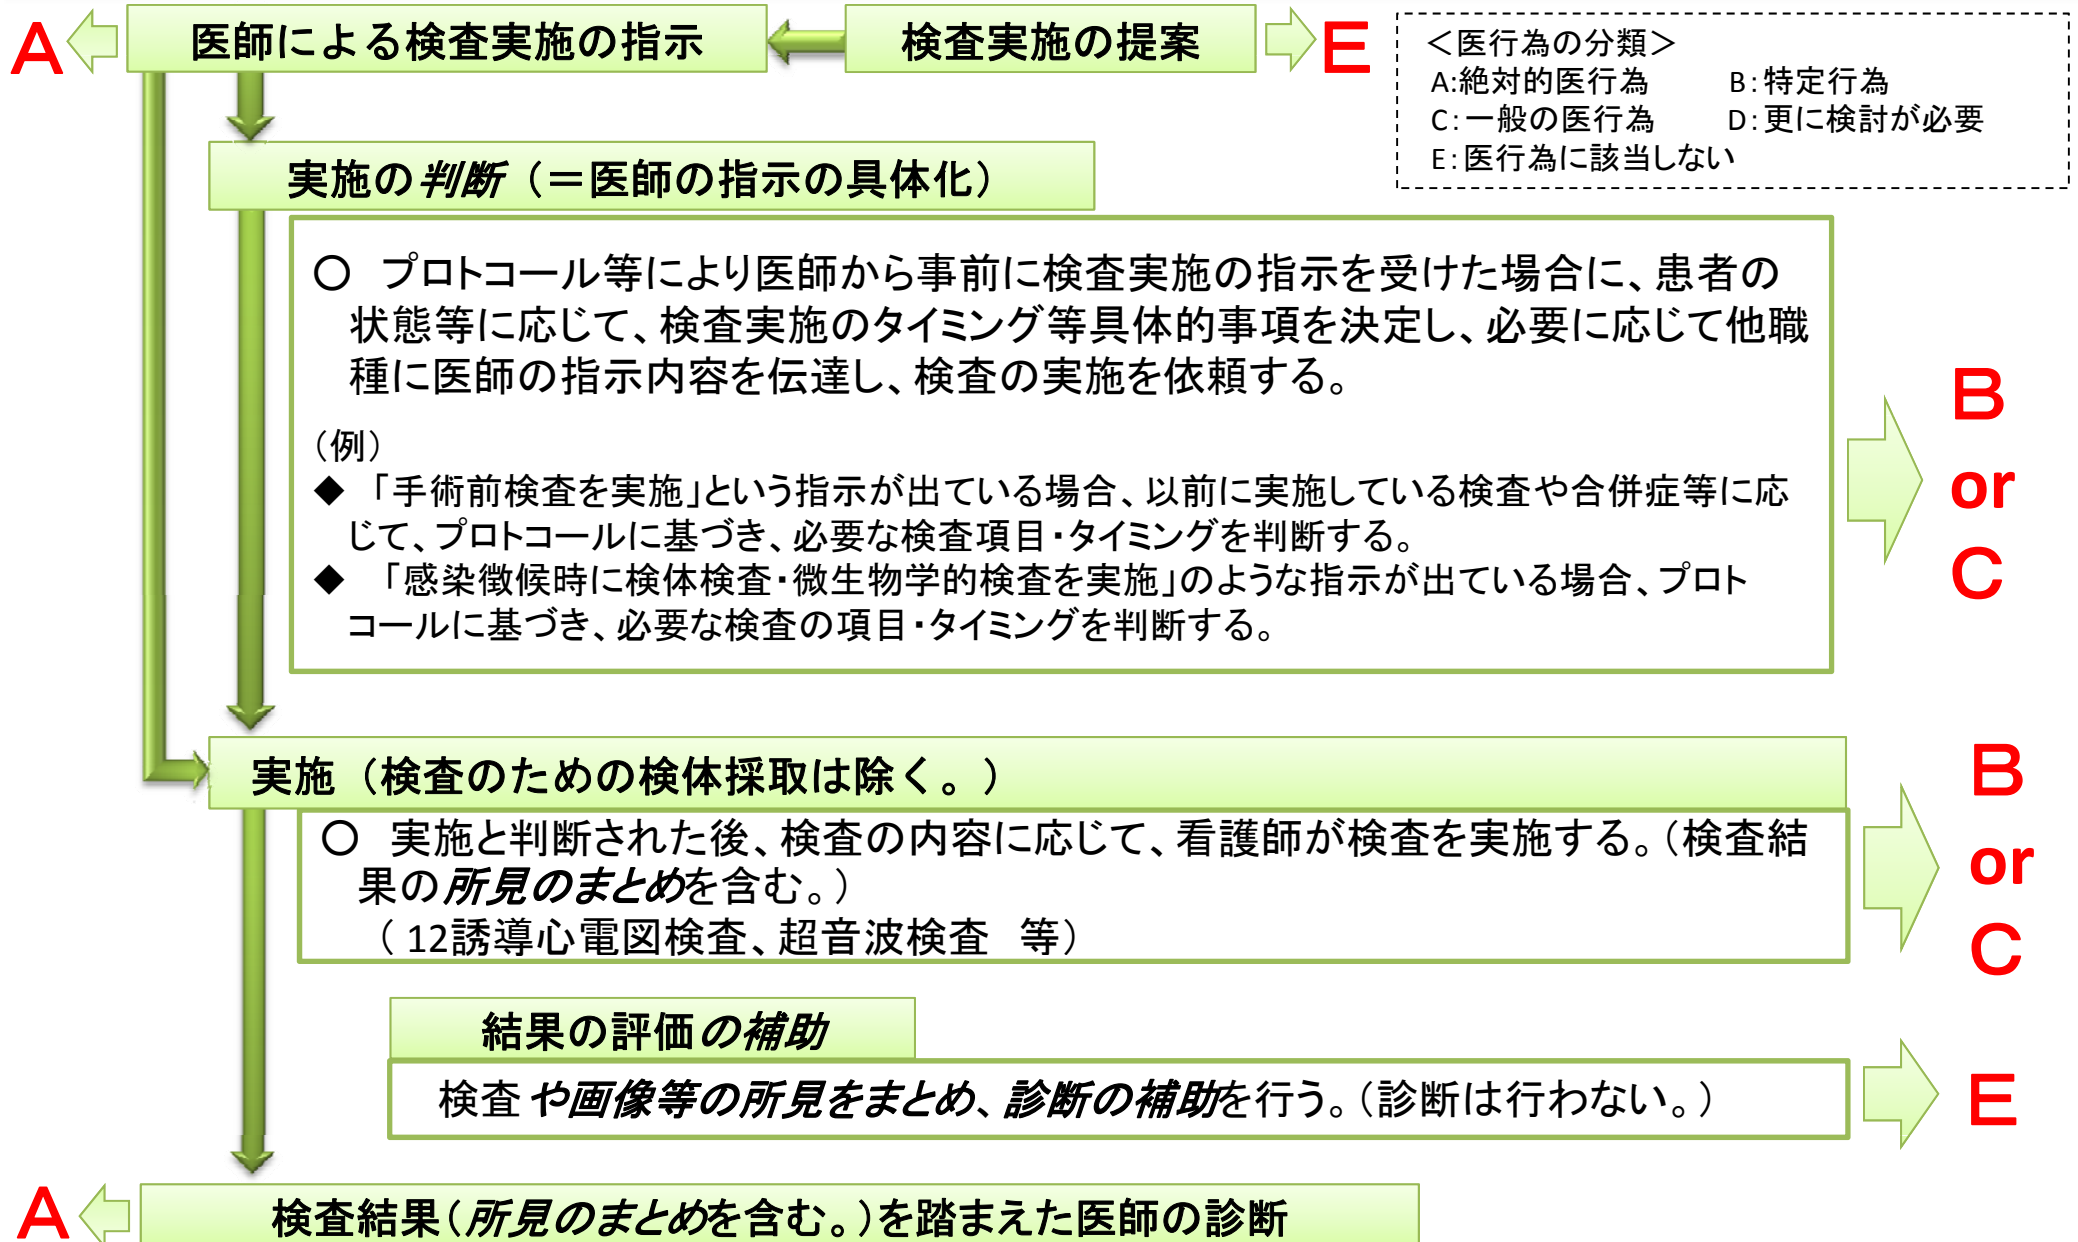 A
医師による検査実施の指示
検査実施の提案
E
＜医行為の分類＞
A:絶対的医行為　B：特定行為
C：一般の医行為　D：更に検討が必要
E：医行為に該当しない
実施の判断（＝医師の指示の具体化）
○　プロトコール等により医師から事前に検査実施の指示を受けた場合に、患者の
状態等に応じて、検査実施のタイミング等具体的事項を決定し、必要に応じて他職
種に医師の指示内容を伝達し、検査の実施を依頼する。
（例）
◆　「手術前検査を実施」という指示が出ている場合、以前に実施している検査や合併症等に応
じて、プロトコールに基づき、必要な検査項目・タイミングを判断する。
◆　「感染徴候時に検体検査・微生物学的検査を実施」のような指示が出ている場合、プロト
コールに基づき、必要な検査の項目・タイミングを判断する。
B
or
C
実施（検査のための検体採取は除く。）
○　実施と判断された後、検査の内容に応じて、看護師が検査を実施する。（検査結
果の所見のまとめを含む。）
（12誘導心電図検査、超音波検査　等）
B
or
C
結果の評価の補助
検査や画像等の所見をまとめ、診断の補助を行う。（診断は行わない。）
E
A
検査結果（所見のまとめを含む。）を踏まえた医師の診断